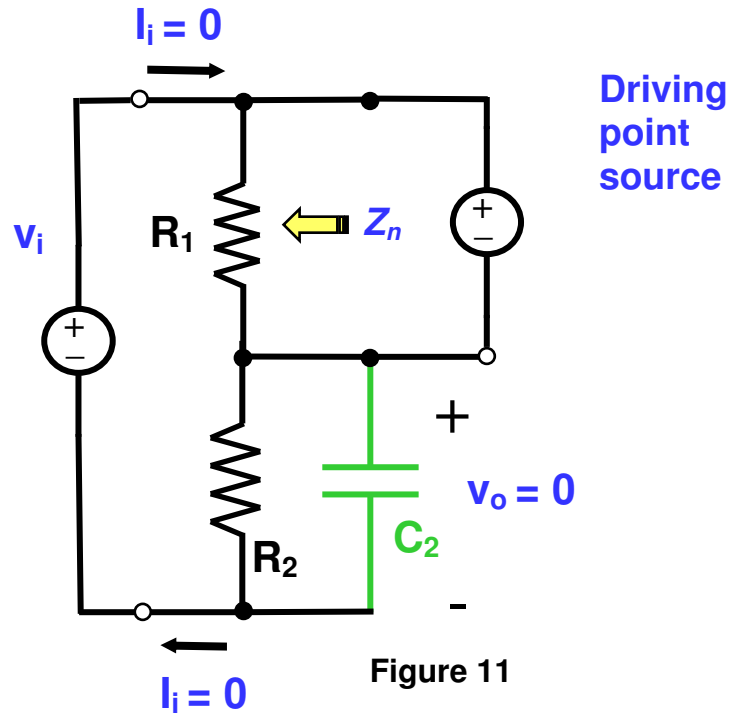 Iᵢ = 0
Driving
point
source
+
−
Zₙ
R₁
vᵢ
+
−
+
vₒ = 0
C₂
R₂
-
Figure 11
Iᵢ = 0